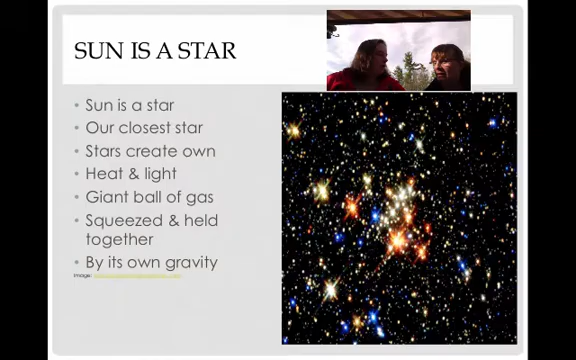 SUN IS A STAR
• Sun is a star
• Our closest star
• Stars create own
• Heat & light
• Giant ball of gas
• Squeezed & held
together
• By its own gravity
Image: